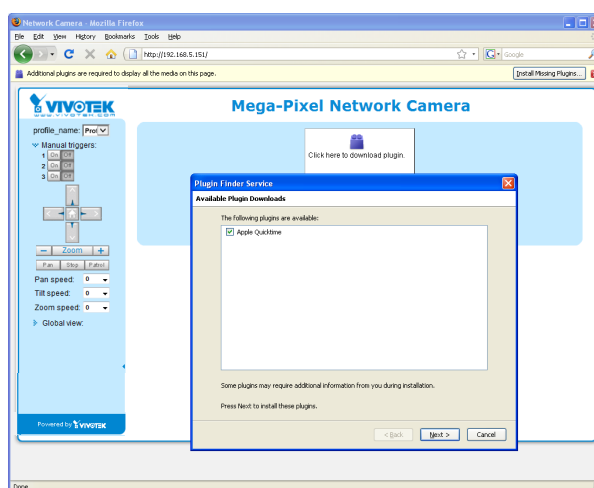 Network Camera - Mozilla Firefox
File Edit View History Bookmarks Tools Help
http://192.168.5.151/
Google
Additional plugins are required to display all the media on this page.
Install Missing Plugins...
VIVOTEK
WWW.VIVOTEK.COM
Mega-Pixel Network Camera
profile_name:
Manual triggers:
1 On Off
2 On Off
3 On Off
Zoom
Pan Stop Patrol
Pan speed: 0
Tilt speed: 0
Zoom speed: 0
Global view:
Powered by VIVOTEK
Click here to download plugin.
Plugin Finder Service
Available Plugin Downloads
The following plugins are available:
Apple Quicktime
Some plugins may require additional information from you during installation.
Press Next to install these plugins.
< Back Next > Cancel
Done